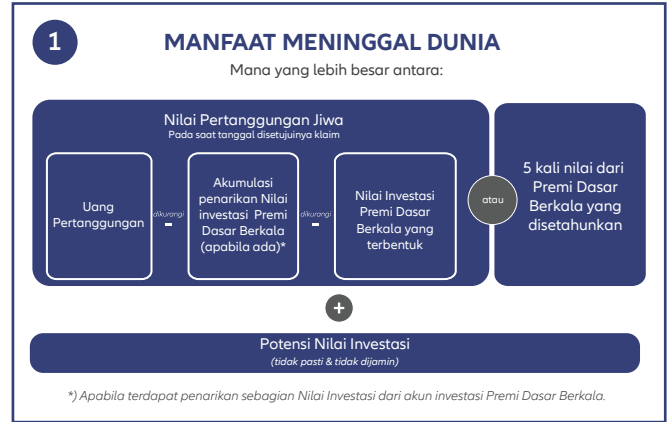 1
MANFAAT MENINGGAL DUNIA
Mana yang lebih besar antara:
Nilai Pertanggungan Jiwa
Pada saat tanggal disetujuinya klaim
Uang
Pertanggungan
dikurangi
-
Akumulasi
penarikan Nilai
investasi Premi
Dasar Berkala
(apabila ada)*
dikurangi
-
Nilai Investasi
Premi Dasar
Berkala yang
terbentuk
atau
5 kali nilai dari
Premi Dasar
Berkala yang
disetahunkan
+
Potensi Nilai Investasi
(tidak pasti & tidak dijamin)
*) Apabila terdapat penarikan sebagian Nilai Investasi dari akun investasi Premi Dasar Berkala.